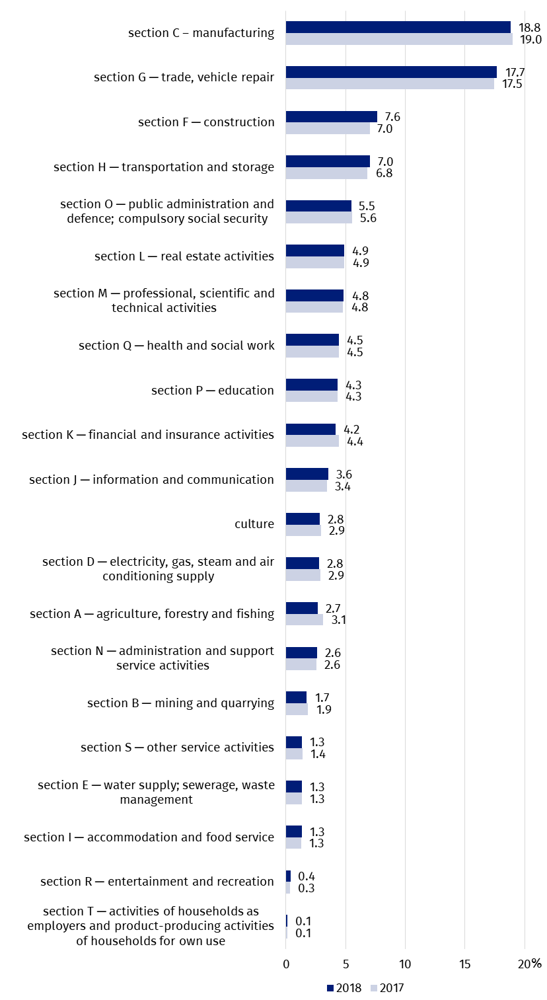 section C – manufacturing
18.8
19.0
section G — trade, vehicle repair
17.7
17.5
section F — construction
7.6
7.0
section H — transportation and storage
7.0
6.8
section O — public administration and
defence; compulsory social security
5.5
5.6
section L — real estate activities
4.9
4.9
section M — professional, scientific and
technical activities
4.8
4.8
section Q — health and social work
4.5
4.5
section P — education
4.3
4.3
section K — financial and insurance activities
4.2
4.4
section J — information and communication
3.6
3.4
culture
2.8
2.9
section D — electricity, gas, steam and air
conditioning supply
2.8
2.9
section A — agriculture, forestry and fishing
2.7
3.1
section N — administration and support
service activities
2.6
2.6
section B — mining and quarrying
1.7
1.9
section S — other service activities
1.3
1.4
section E — water supply; sewerage, waste
management
1.3
1.3
section I — accommodation and food service
1.3
1.3
section R — entertainment and recreation
0.4
0.3
section T — activities of households as
employers and product-producing activities
of households for own use
0.1
0.1
0 5 10 15 20%
2018 2017